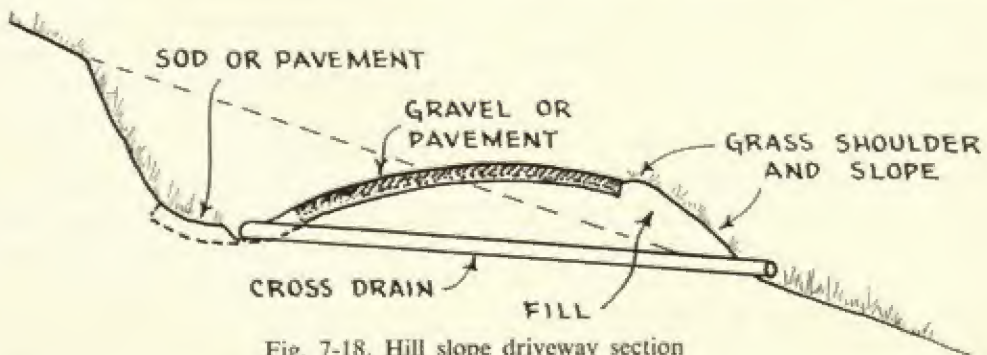 SOD OR PAVEMENT
GRAVEL OR
PAVEMENT
GRASS SHOULDER
AND SLOPE
CROSS DRAIN
FILL
Fig. 7-18. Hill slope driveway section